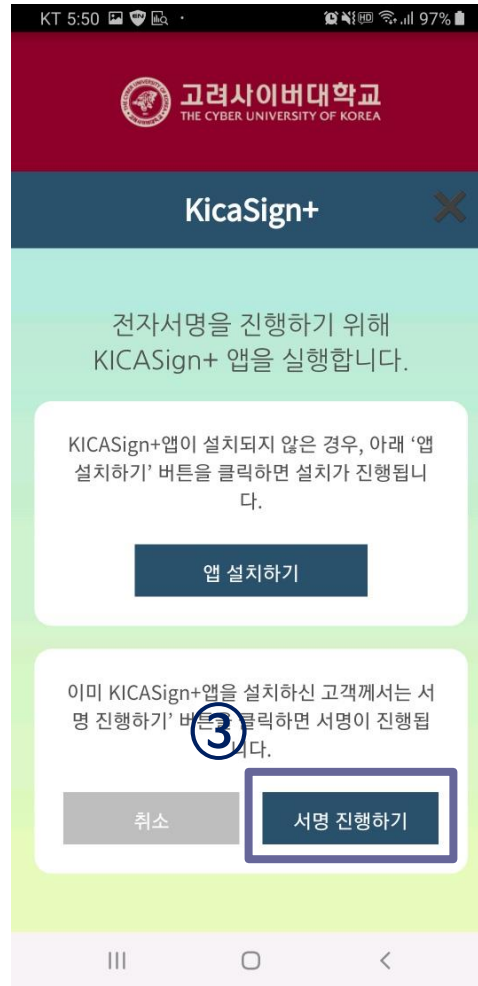 KT 5:50 97%
고려사이버대학교
THE CYBER UNIVERSITY OF KOREA
KicaSign+
전자서명을 진행하기 위해
KICASign+ 앱을 실행합니다.
KICASign+앱이 설치되지 않은 경우, 아래 ‘앱
설치하기’ 버튼을 클릭하면 설치가 진행됩니
다.
앱 설치하기
이미 KICASign+앱을 설치하신 고객께서는 서
명 진행하기’ 버튼을 클릭하면 서명이 진행됩
니다.
③
취소 서명 진행하기